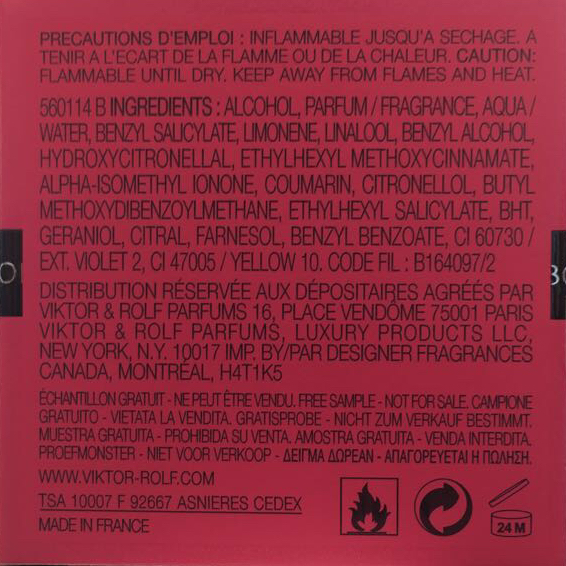 PRECAUTIONS D'EMPLOI : INFLAMMABLE JUSQU'A SECHAGE. A
TENIR A L'ECART DE LA FLAMME OU DE LA CHALEUR. CAUTION:
FLAMMABLE UNTIL DRY. KEEP AWAY FROM FLAMES AND HEAT.
560114 B INGREDIENTS : ALCOHOL, PARFUM / FRAGRANCE, AQUA /
WATER, BENZYL SALICYLATE, LIMONENE, LINALOOL, BENZYL ALCOHOL,
HYDROXYCITRONELLAL, ETHYLHEXYL METHOXYCINNAMATE,
ALPHA-ISOMETHYL IONONE, COUMARIN, CITRONELLOL, BUTYL
METHOXYDIBENZOYLMETHANE, ETHYLHEXYL SALICYLATE, BHT,
GERANIOL, CITRAL, FARNESOL, BENZYL BENZOATE, CI 60730 /
EXT. VIOLET 2, CI 47005 / YELLOW 10. CODE FIL : B164097/2
DISTRIBUTION RÉSERVÉE AUX DÉPOSITAIRES AGRÉÉS PAR
VIKTOR & ROLF PARFUMS 16, PLACE VENDÔME 75001 PARIS
VIKTOR & ROLF PARFUMS, LUXURY PRODUCTS LLC,
NEW YORK, N.Y. 10017 IMP. BY/PAR DESIGNER FRAGRANCES
CANADA, MONTRÉAL, H4T1K5
ÉCHANTILLON GRATUIT - NE PEUT ÊTRE VENDU. FREE SAMPLE - NOT FOR SALE. CAMPIONE
GRATUITO - VIETATA LA VENDITA. GRATISPROBE - NICHT ZUM VERKAUF BESTIMMT.
MUESTRA GRATUITA - PROHIBIDA SU VENTA. AMOSTRA GRATUITA - VENDA INTERDITA.
PROEFMONSTER - NIET VOOR VERKOOP - ΔΕΙΓΜΑ ΔΩΡΕΑΝ - ΑΠΑΓΟΡΕΥΕΤΑΙ Η ΠΩΛΗΣΗ.
WWW.VIKTOR-ROLF.COM
TSA 10007 F 92667 ASNIERES CEDEX
MADE IN FRANCE
24 M